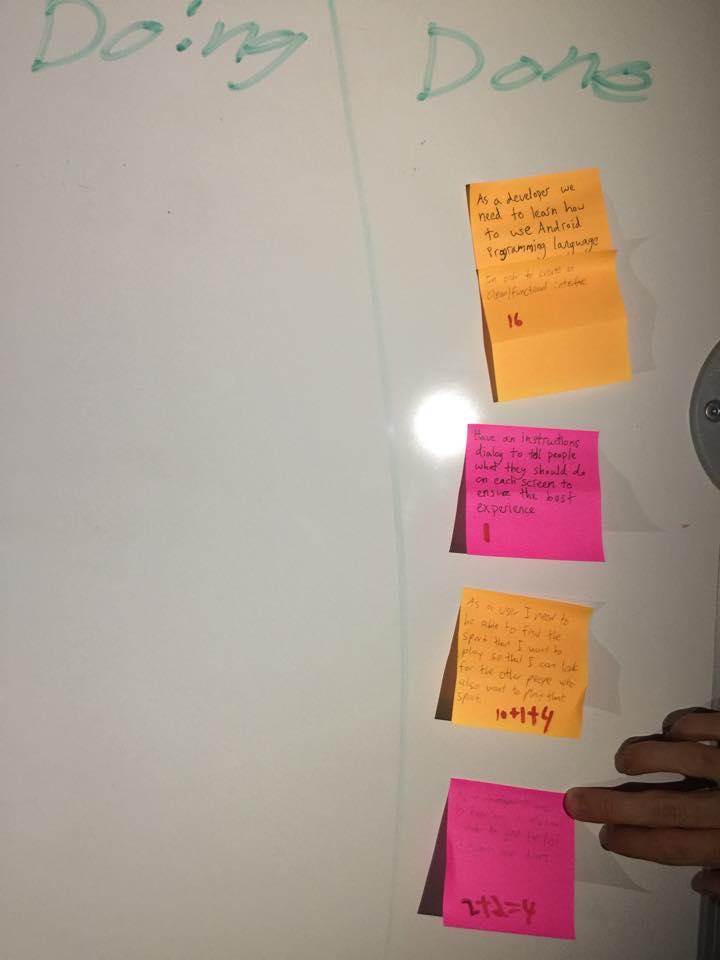 Doing
Done
As a developer we
need to learn how
to use Android
Programming language
In order to create a
clean/functional interface
16
Have an instructions
dialog to tell people
what they should do
on each screen to
ensure the best
experience
1
As a user I need to
be able to find the
sport that I want to
play so that I can look
for the other people who
also want to play that
sport.
10+1+4
2+2=4